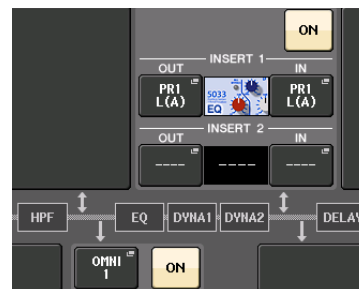 ON
INSERT 1
OUT IN
PR1 L(A)
5033 EQ
PR1 L(A)
INSERT 2
OUT IN
---- ---- ----
HPF EQ DYNA1 DYNA2 DELAY
OMNI 1
ON